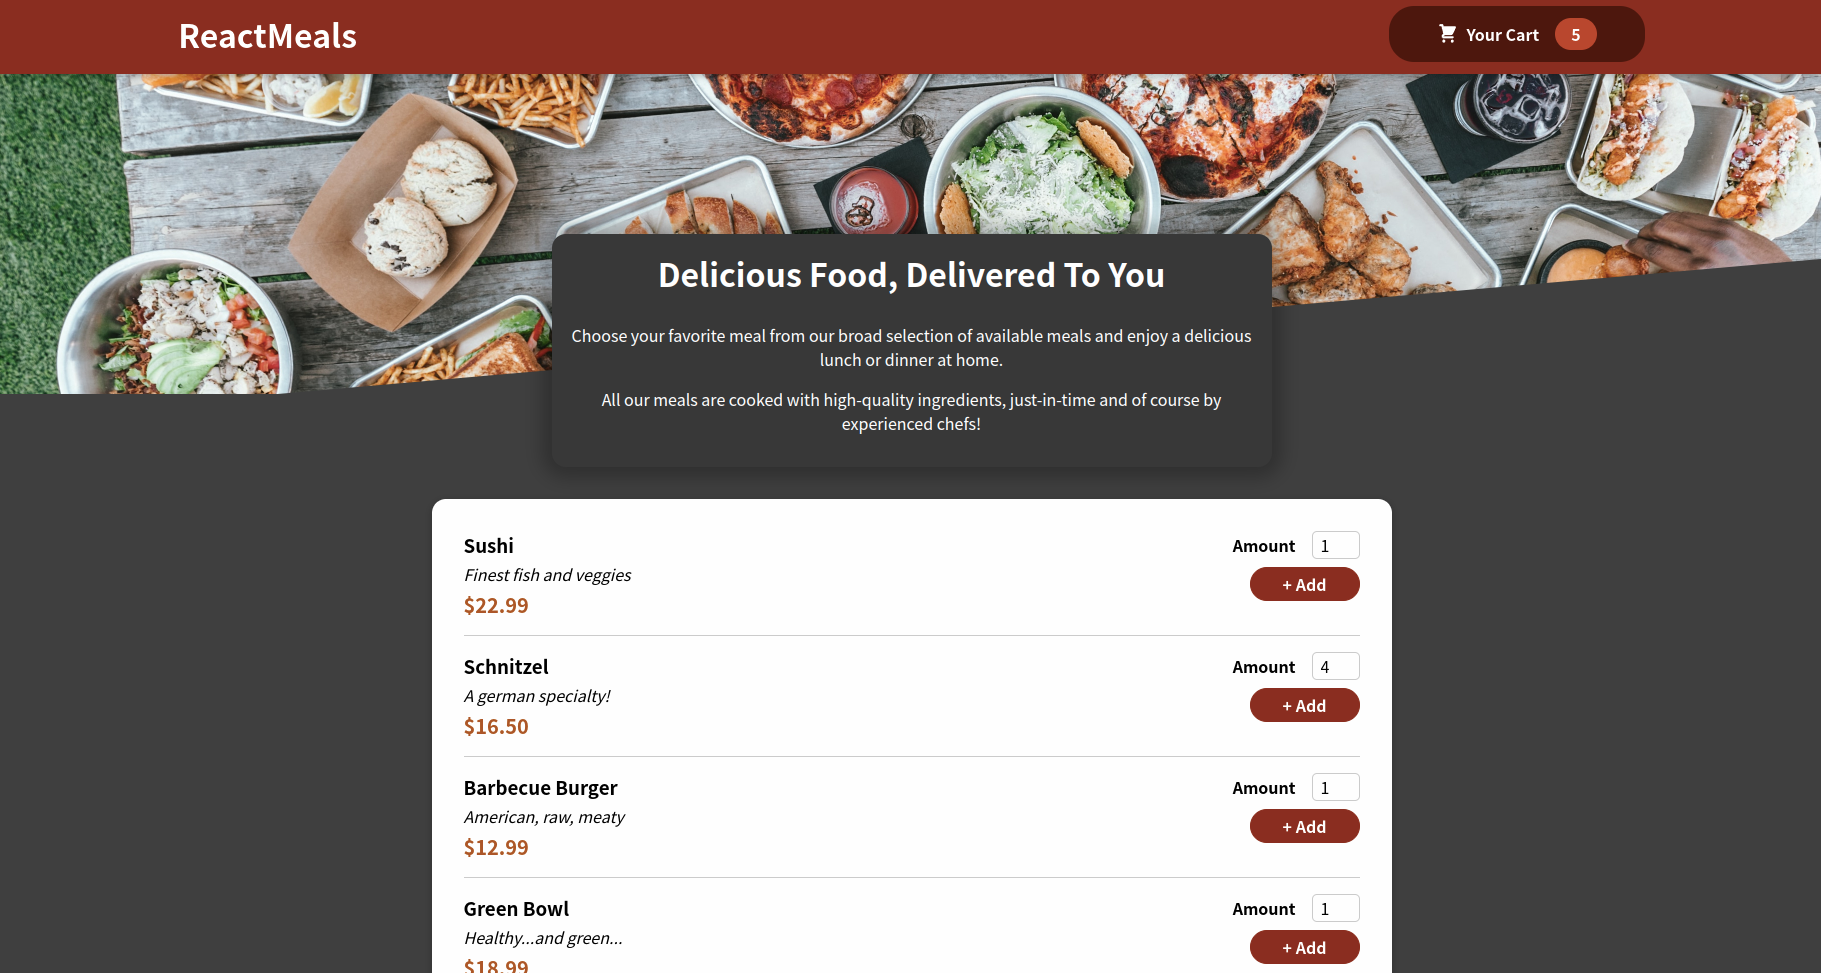 ReactMeals
Your Cart 5
Delicious Food, Delivered To You
Choose your favorite meal from our broad selection of available meals and enjoy a delicious
lunch or dinner at home.
All our meals are cooked with high-quality ingredients, just-in-time and of course by
experienced chefs!
Sushi
Finest fish and veggies
$22.99
Amount 1
+ Add
Schnitzel
A german specialty!
$16.50
Amount 4
+ Add
Barbecue Burger
American, raw, meaty
$12.99
Amount 1
+ Add
Green Bowl
Healthy...and green...
$18.99
Amount 1
+ Add